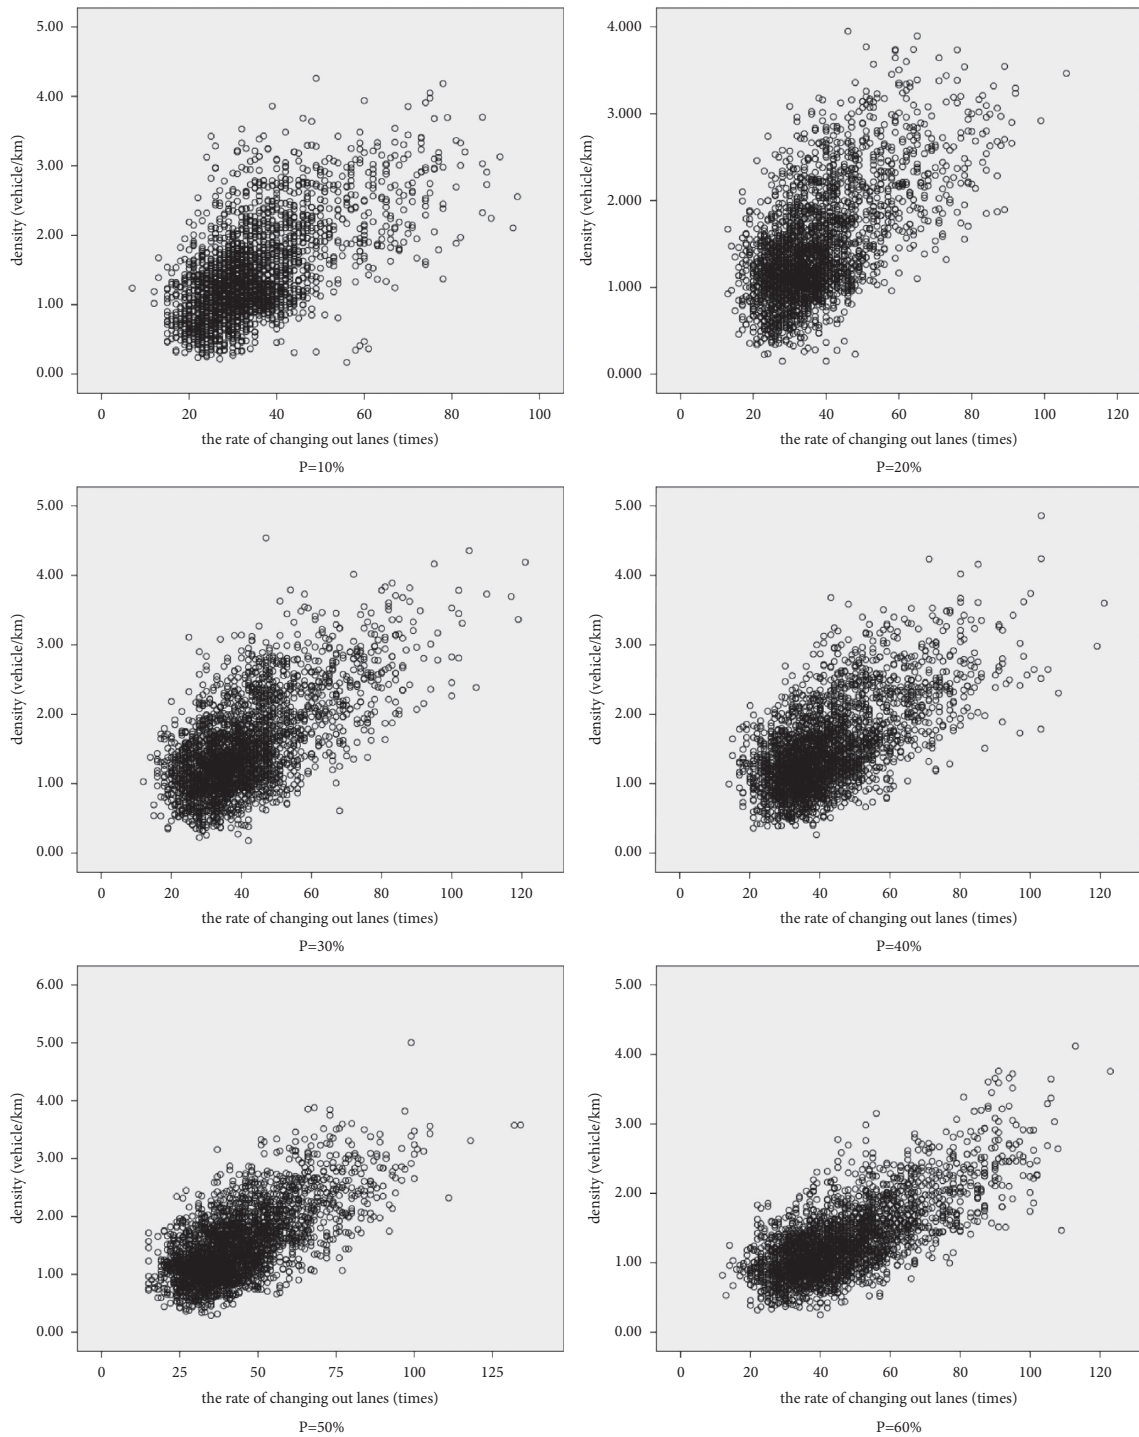 5.00
4.00
3.00
2.00
1.00
0.00
density (vehicle/km)
0 20 40 60 80 100
the rate of changing out lanes (times)
P=10%
4.000
3.000
2.000
1.000
0.000
density (vehicle/km)
0 20 40 60 80 100 120
the rate of changing out lanes (times)
P=20%
5.00
4.00
3.00
2.00
1.00
0.00
density (vehicle/km)
0 20 40 60 80 100 120
the rate of changing out lanes (times)
P=30%
5.00
4.00
3.00
2.00
1.00
0.00
density (vehicle/km)
0 20 40 60 80 100 120
the rate of changing out lanes (times)
P=40%
6.00
5.00
4.00
3.00
2.00
1.00
0.00
density (vehicle/km)
0 25 50 75 100 125
the rate of changing out lanes (times)
P=50%
5.00
4.00
3.00
2.00
1.00
0.00
density (vehicle/km)
0 20 40 60 80 100 120
the rate of changing out lanes (times)
P=60%